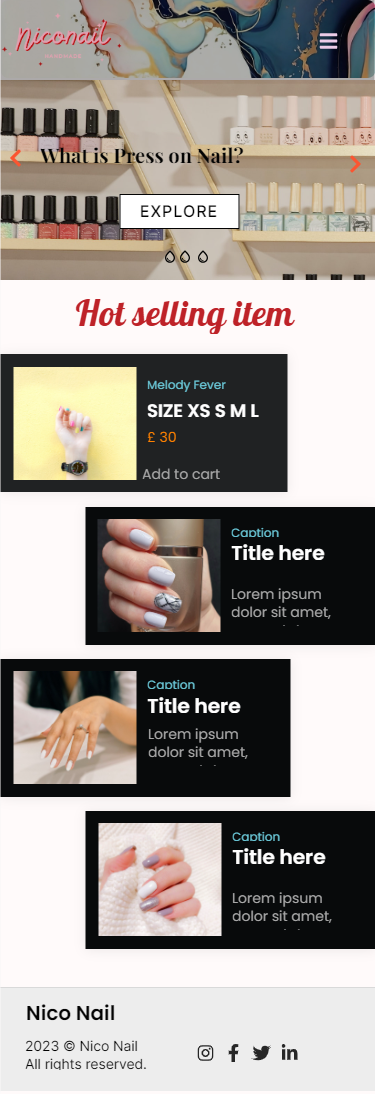 Niconail
What is Press on Nail?
EXPLORE
Hot selling item
Melody Fever
SIZE XS S M L
£ 30
Add to cart
Caption
Title here
Lorem ipsum
dolor sit amet,
Caption
Title here
Lorem ipsum
dolor sit amet,
Caption
Title here
Lorem ipsum
dolor sit amet,
Nico Nail
2023 © Nico Nail
All rights reserved.